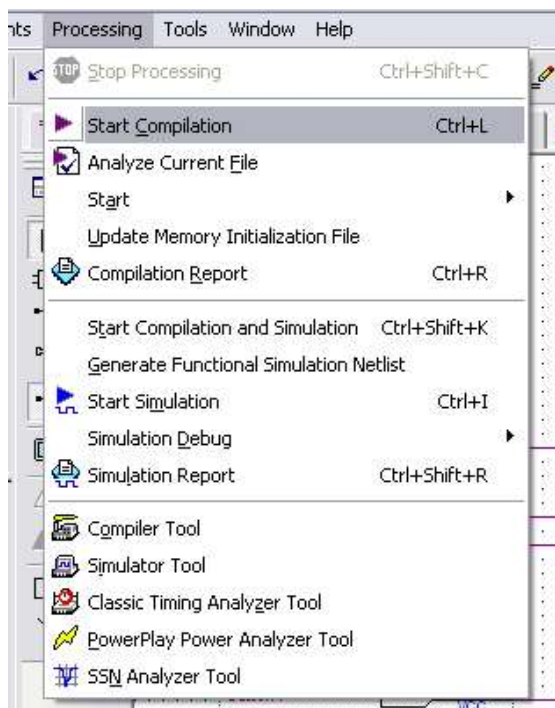 nts Processing Tools Window Help
STOP Stop Processing Ctrl+Shift+C
Start Compilation Ctrl+L
Analyze Current File
Start
Update Memory Initialization File
Compilation Report Ctrl+R
Start Compilation and Simulation Ctrl+Shift+K
Generate Functional Simulation Netlist
Start Simulation Ctrl+I
Simulation Debug
Simulation Report Ctrl+Shift+R
Compiler Tool
Simulator Tool
Classic Timing Analyzer Tool
PowerPlay Power Analyzer Tool
SSN Analyzer Tool
VCC